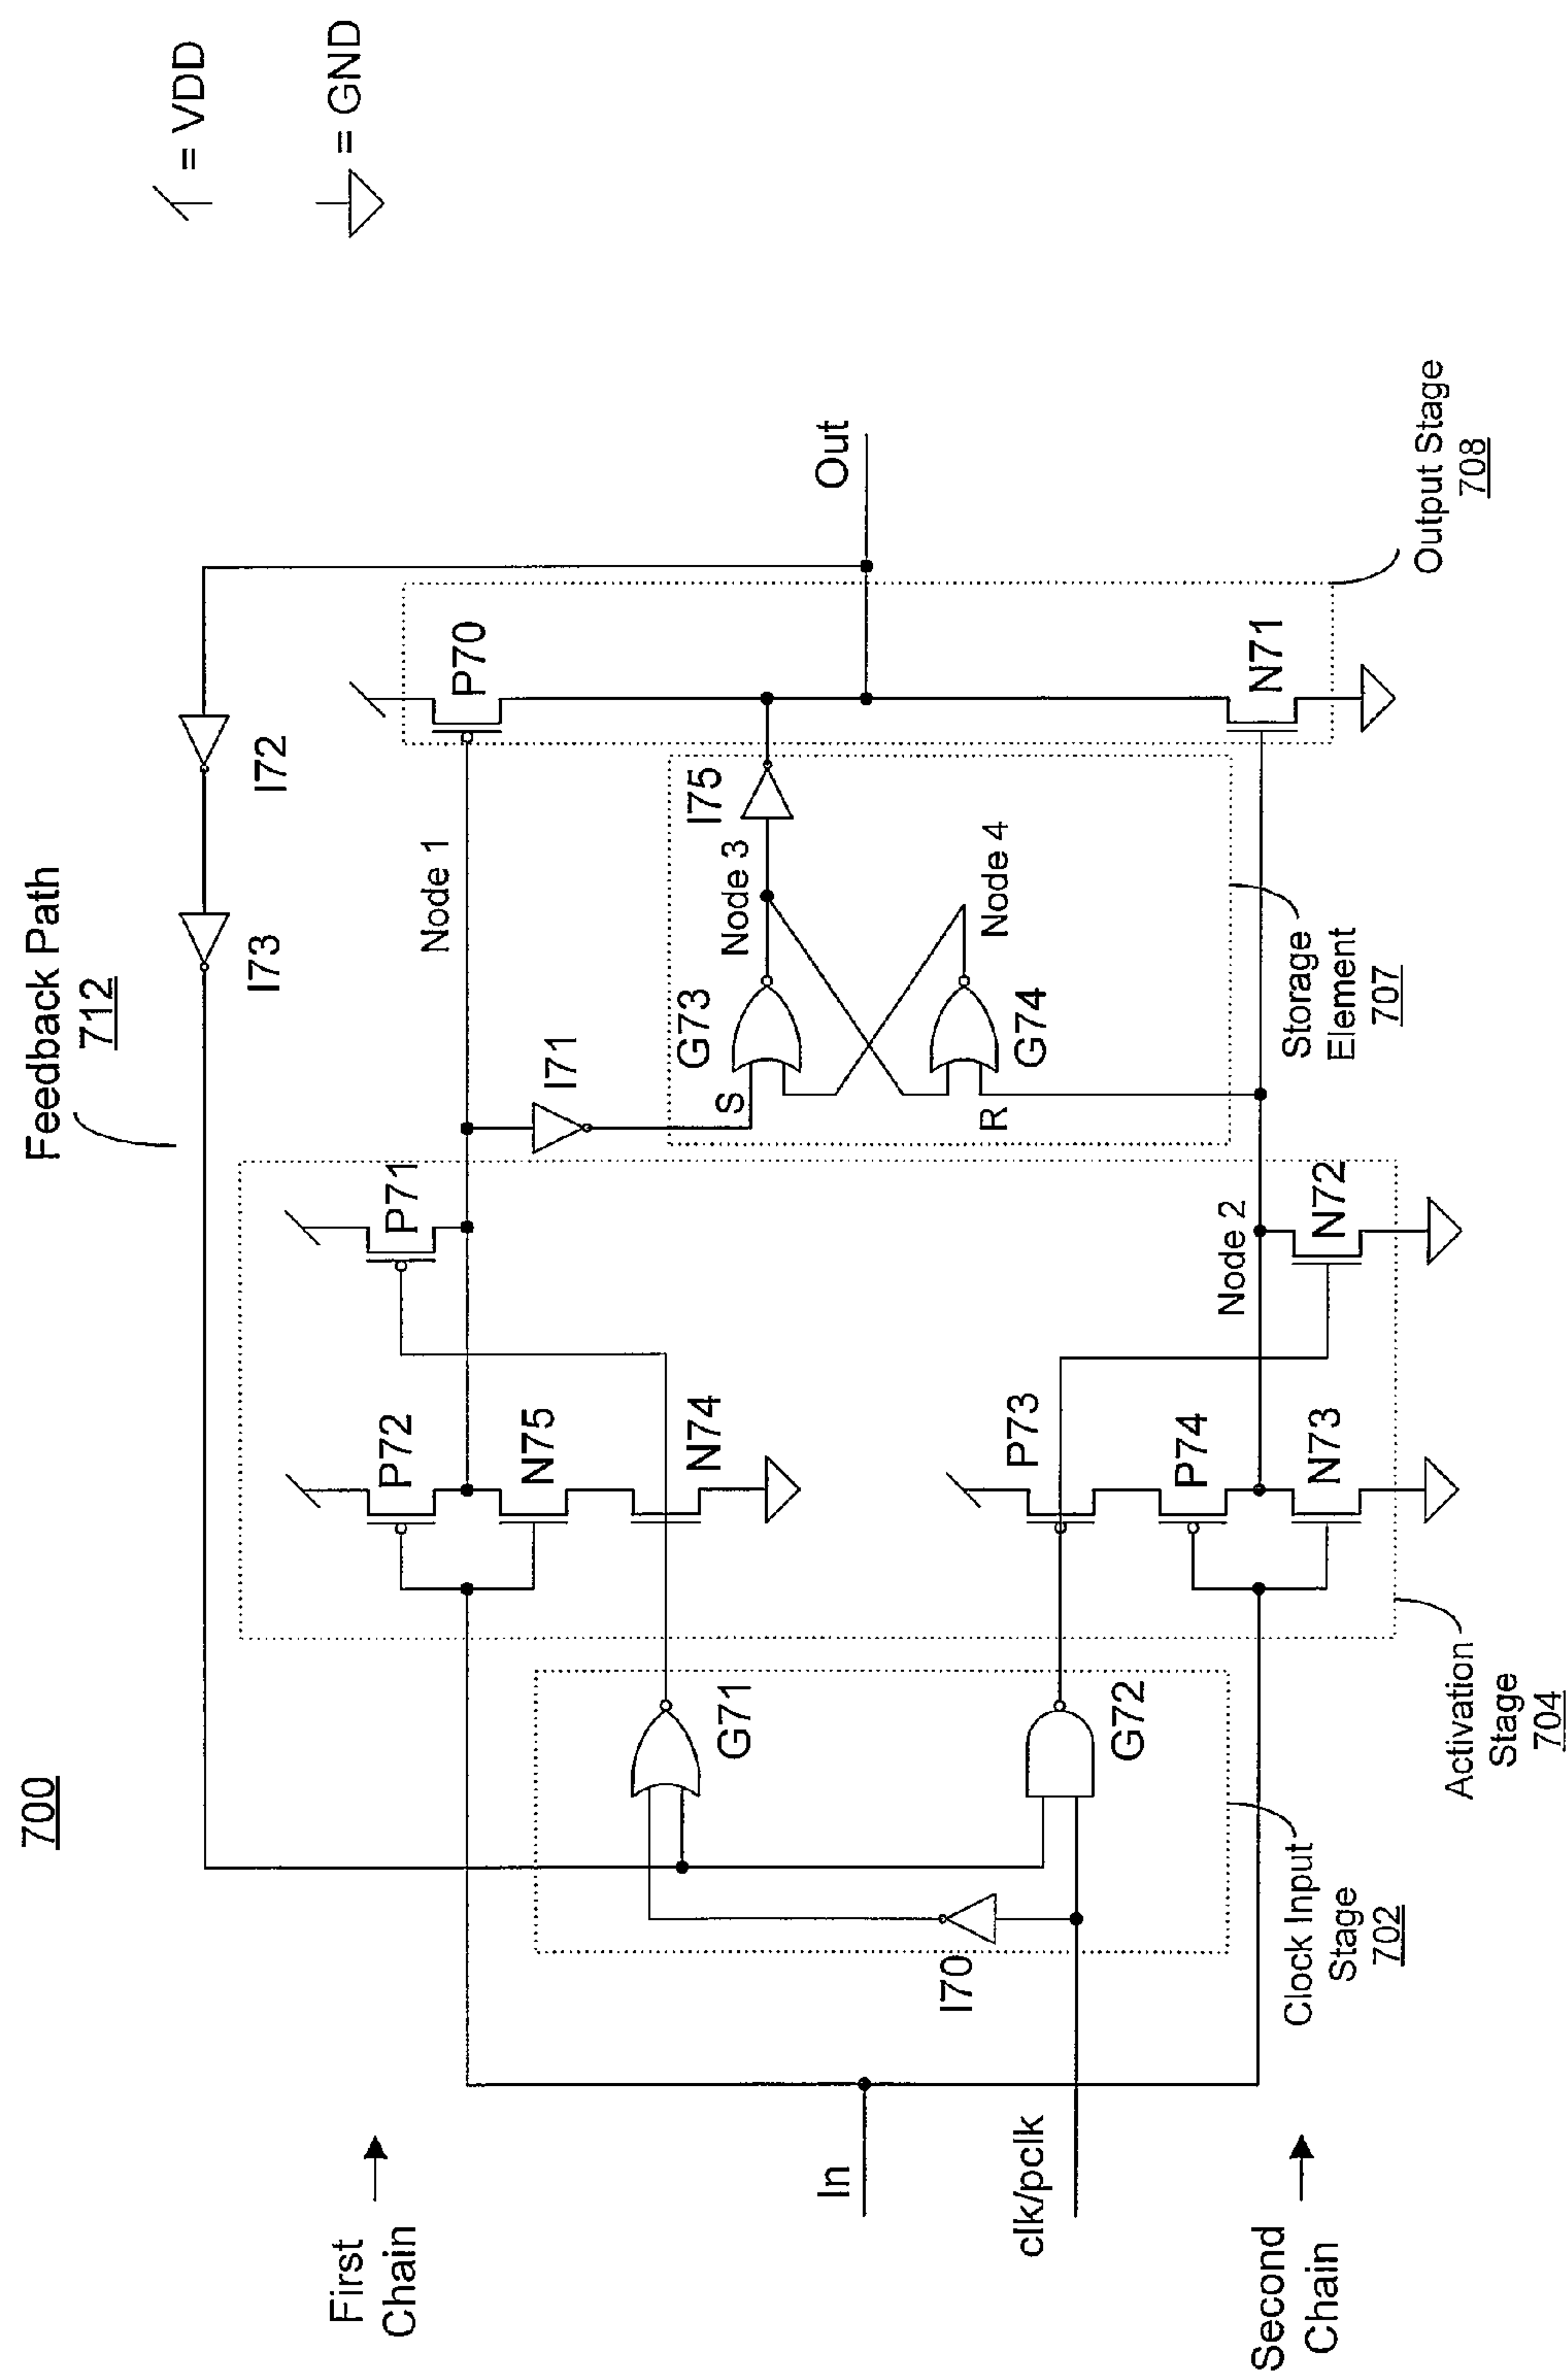 700
Feedback Path
712
= VDD
= GND
First
Chain
Second
Chain
In
clk/pclk
I70
G71
G72
Clock Input
Stage
702
P72
N75
N74
P71
P73
P74
N73
N72
Activation
Stage
704
Node 1
Node 2
I71
I73
I72
S
R
G73
G74
Node 3
Node 4
I75
Storage
Element
707
P70
N71
Out
Output Stage
708